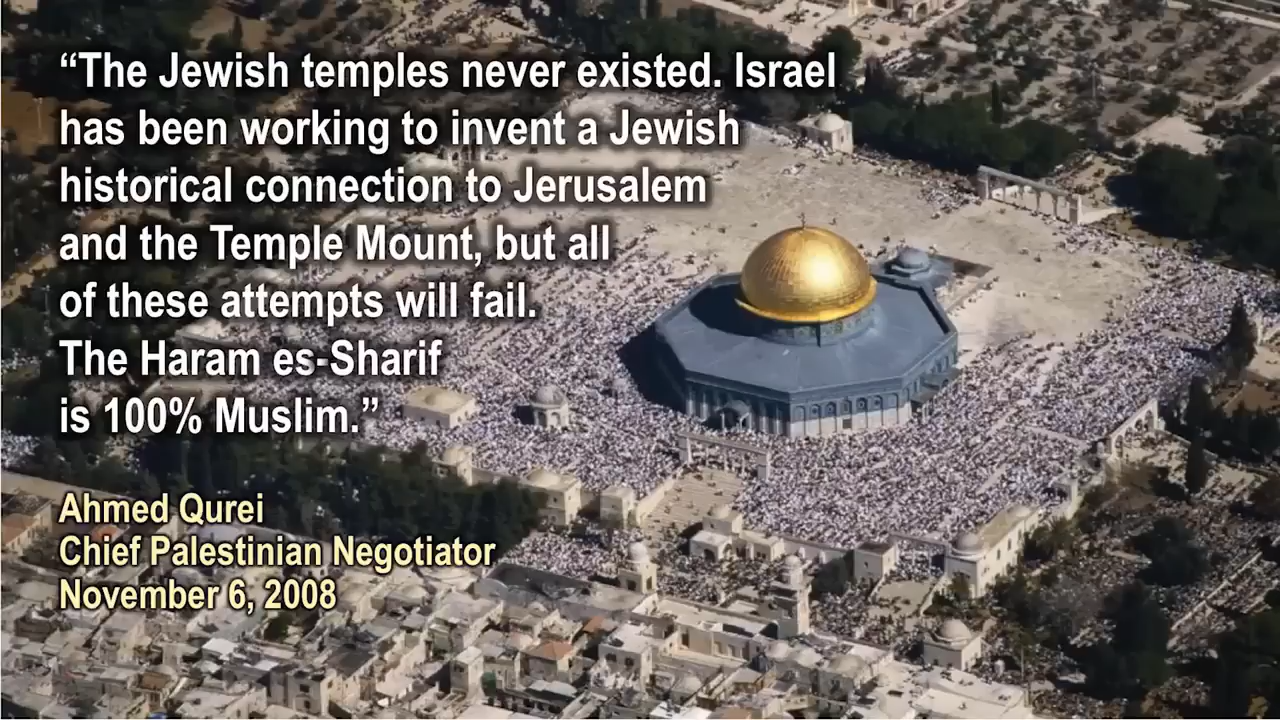 “The Jewish temples never existed. Israel
has been working to invent a Jewish
historical connection to Jerusalem
and the Temple Mount, but all
of these attempts will fail.
The Haram es-Sharif
is 100% Muslim.”
Ahmed Qurei
Chief Palestinian Negotiator
November 6, 2008